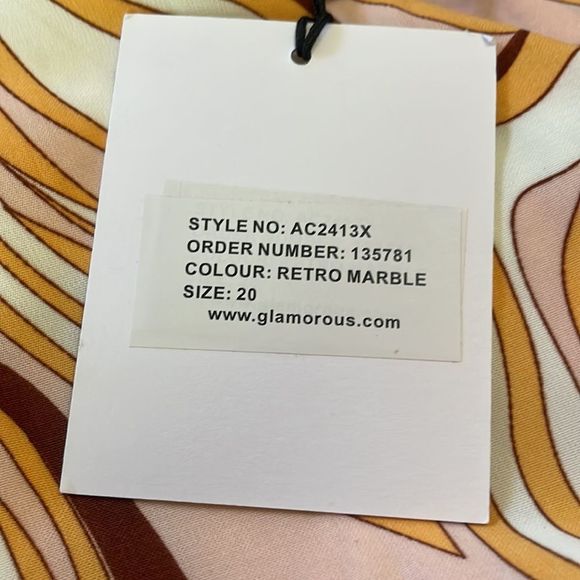 STYLE NO: AC2413X
ORDER NUMBER: 135781
COLOUR: RETRO MARBLE
SIZE: 20
www.glamorous.com